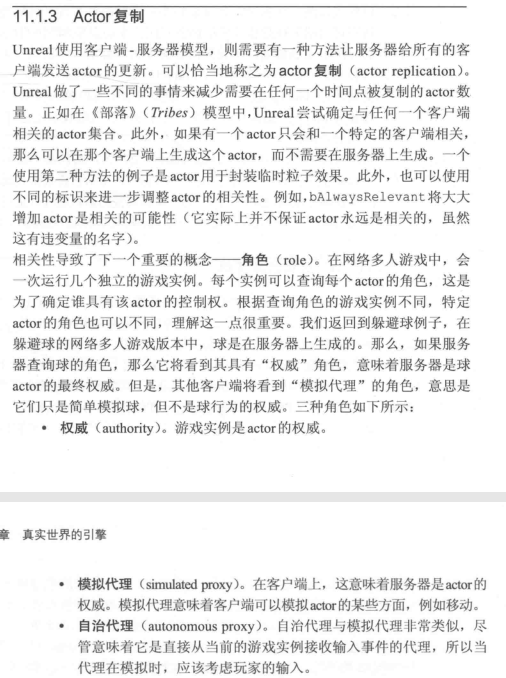 11.1.3 Actor复制
Unreal使用客户端-服务器模型，则需要有一种方法让服务器给所有的客
户端发送actor的更新。可以恰当地称之为actor复制（actor replication）。
Unreal做了一些不同的事情来减少需要在任何一个时间点被复制的actor数
量。正如在《部落》（Tribes）模型中，Unreal尝试确定与任何一个客户端
相关的actor集合。此外，如果有一个actor只会和一个特定的客户端相关，
那么可以在那个客户端上生成这个actor，而不需要在服务器上生成。一个
使用第二种方法的例子是actor用于封装临时粒子效果。此外，也可以使用
不同的标识来进一步调整actor的相关性。例如，bAlwaysRelevant将大大
增加actor是相关的可能性（它实际上并不保证actor永远是相关的，虽然
这有违变量的名字）。
相关性导致了下一个重要的概念——角色（role）。在网络多人游戏中，会
一次运行几个独立的游戏实例。每个实例可以查询每个actor的角色，这是
为了确定谁具有该actor的控制权。根据查询角色的游戏实例不同，特定
actor的角色也可以不同，理解这一点很重要。我们返回到躲避球例子，在
躲避球的网络多人游戏版本中，球是在服务器上生成的。那么，如果服务
器查询球的角色，那么它将看到其具有“权威”角色，意味着服务器是球
actor的最终权威。但是，其他客户端将看到“模拟代理”的角色，意思是
它们只是简单模拟球，但不是球行为的权威。三种角色如下所示：
• 权威（authority）。游戏实例是actor的权威。
章 真实世界的引擎
• 模拟代理（simulated proxy）。在客户端上，这意味着服务器是actor的
权威。模拟代理意味着客户端可以模拟actor的某些方面，例如移动。
• 自治代理（autonomous proxy）。自治代理与模拟代理非常类似，尽
管意味着它是直接从当前的游戏实例接收输入事件的代理，所以当
代理在模拟时，应该考虑玩家的输入。